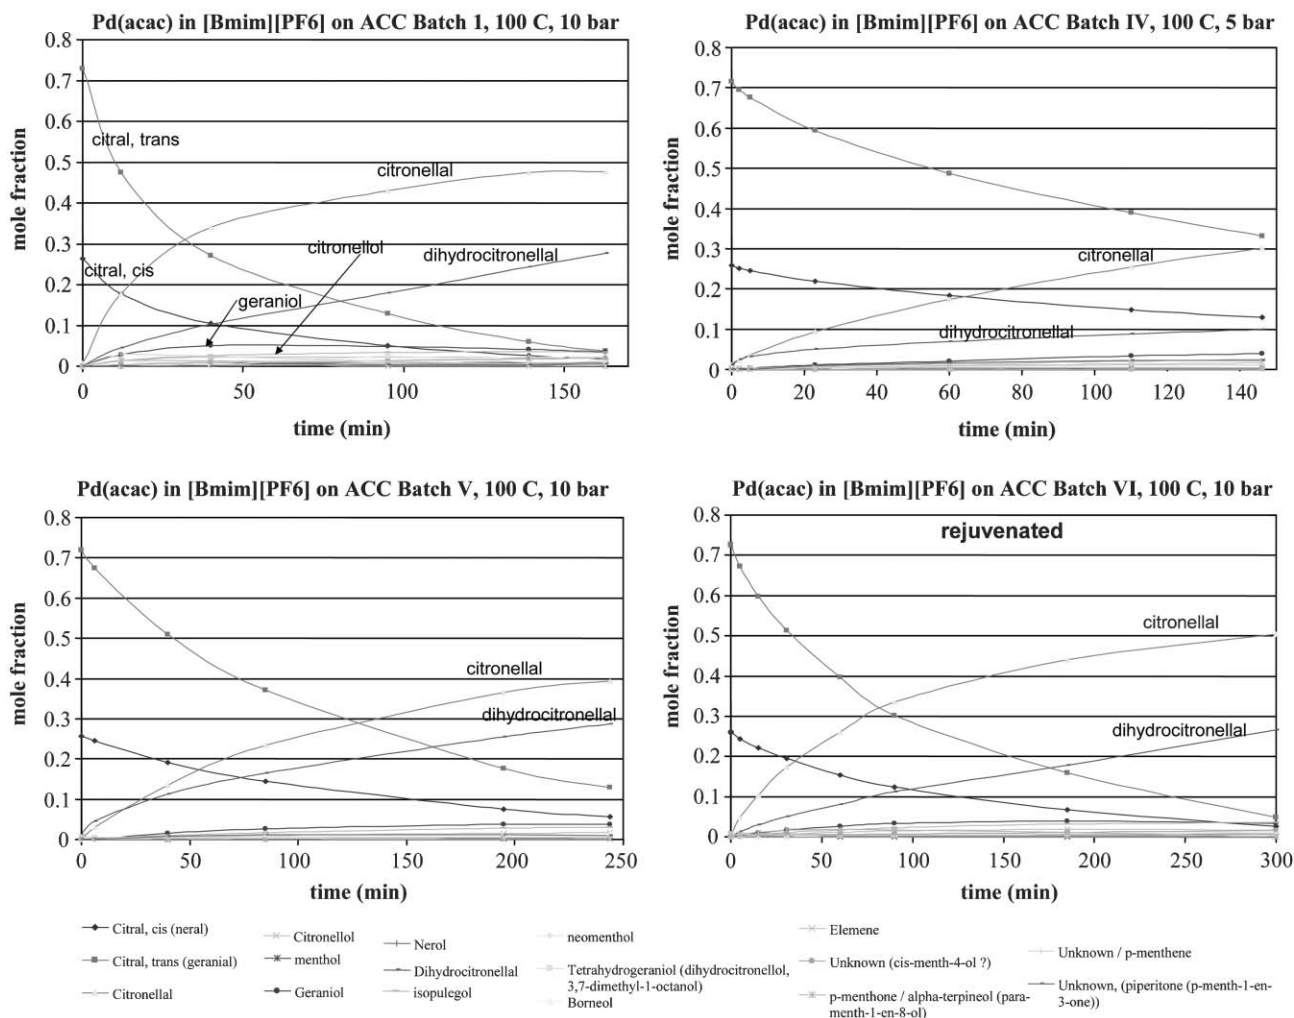 Pd(acac) in [Bmim][PF6] on ACC Batch 1, 100 C, 10 bar
0.8
0.7
0.6
0.5
0.4
0.3
0.2
0.1
0
mole fraction
citral, trans
citronellal
citronellol
dihydrocitronellal
citral, cis
geraniol
0 50 100 150
time (min)
Pd(acac) in [Bmim][PF6] on ACC Batch IV, 100 C, 5 bar
0.8
0.7
0.6
0.5
0.4
0.3
0.2
0.1
0
mole fraction
citronellal
dihydrocitronellal
0 20 40 60 80 100 120 140
time (min)
Pd(acac) in [Bmim][PF6] on ACC Batch V, 100 C, 10 bar
0.8
0.7
0.6
0.5
0.4
0.3
0.2
0.1
0
mole fraction
citronellal
dihydrocitronellal
0 50 100 150 200 250
time (min)
Pd(acac) in [Bmim][PF6] on ACC Batch VI, 100 C, 10 bar
rejuvenated
0.8
0.7
0.6
0.5
0.4
0.3
0.2
0.1
0
mole fraction
citronellal
dihydrocitronellal
0 50 100 150 200 250 300
time (min)
Citral, cis (neral)
Citral, trans (geranial)
Citronellal
Citronellol
menthol
Geraniol
Nerol
Dihydrocitronellal
isopulegol
neomenthol
Tetrahydrogeraniol (dihydrocitronellol,
3,7-dimethyl-1-octanol)
Borneol
Elemene
Unknown (cis-menth-4-ol ?)
p-menthone / alpha-terpineol (para-
menth-1-en-8-ol)
Unknown / p-menthene
Unknown, (piperitone (p-menth-1-en-
3-one))